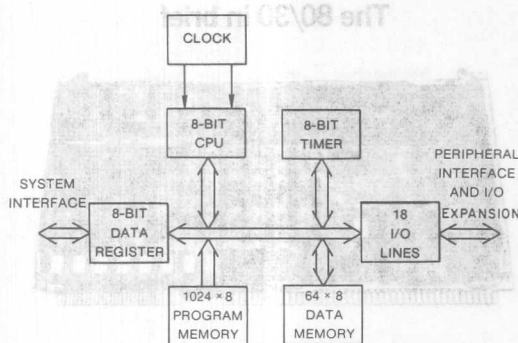 The 80/30 in brief
CLOCK
8-BIT
CPU
8-BIT
TIMER
SYSTEM
INTERFACE
8-BIT
DATA
REGISTER
18
I/O
LINES
PERIPHERAL
INTERFACE
AND I/O
EXPANSION
1024 × 8
PROGRAM
MEMORY
64 × 8
DATA
MEMORY